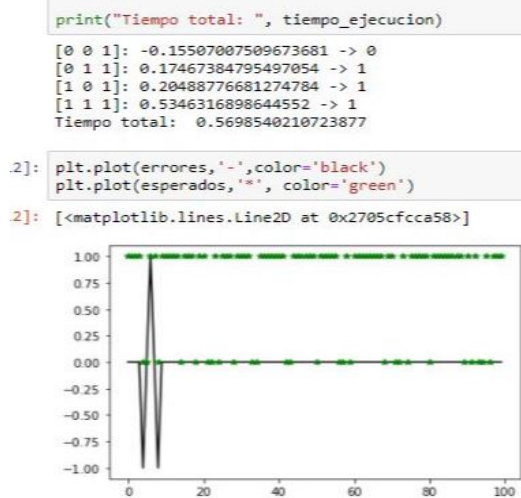 print("Tiempo total: ", tiempo_ejecucion)
[0 0 1]: -0.15507007509673681 -> 0
[0 1 1]: 0.17467384795497054 -> 1
[1 0 1]: 0.20488776681274784 -> 1
[1 1 1]: 0.5346316898644552 -> 1
Tiempo total:  0.5698540210723877
.2]: plt.plot(errores,'-',color='black')
plt.plot(esperados,'*', color='green')
2]: [<matplotlib.lines.Line2D at 0x2705cfcca58>]
1.00
0.75
0.50
0.25
0.00
−0.25
−0.50
−0.75
−1.00
0 20 40 60 80 100